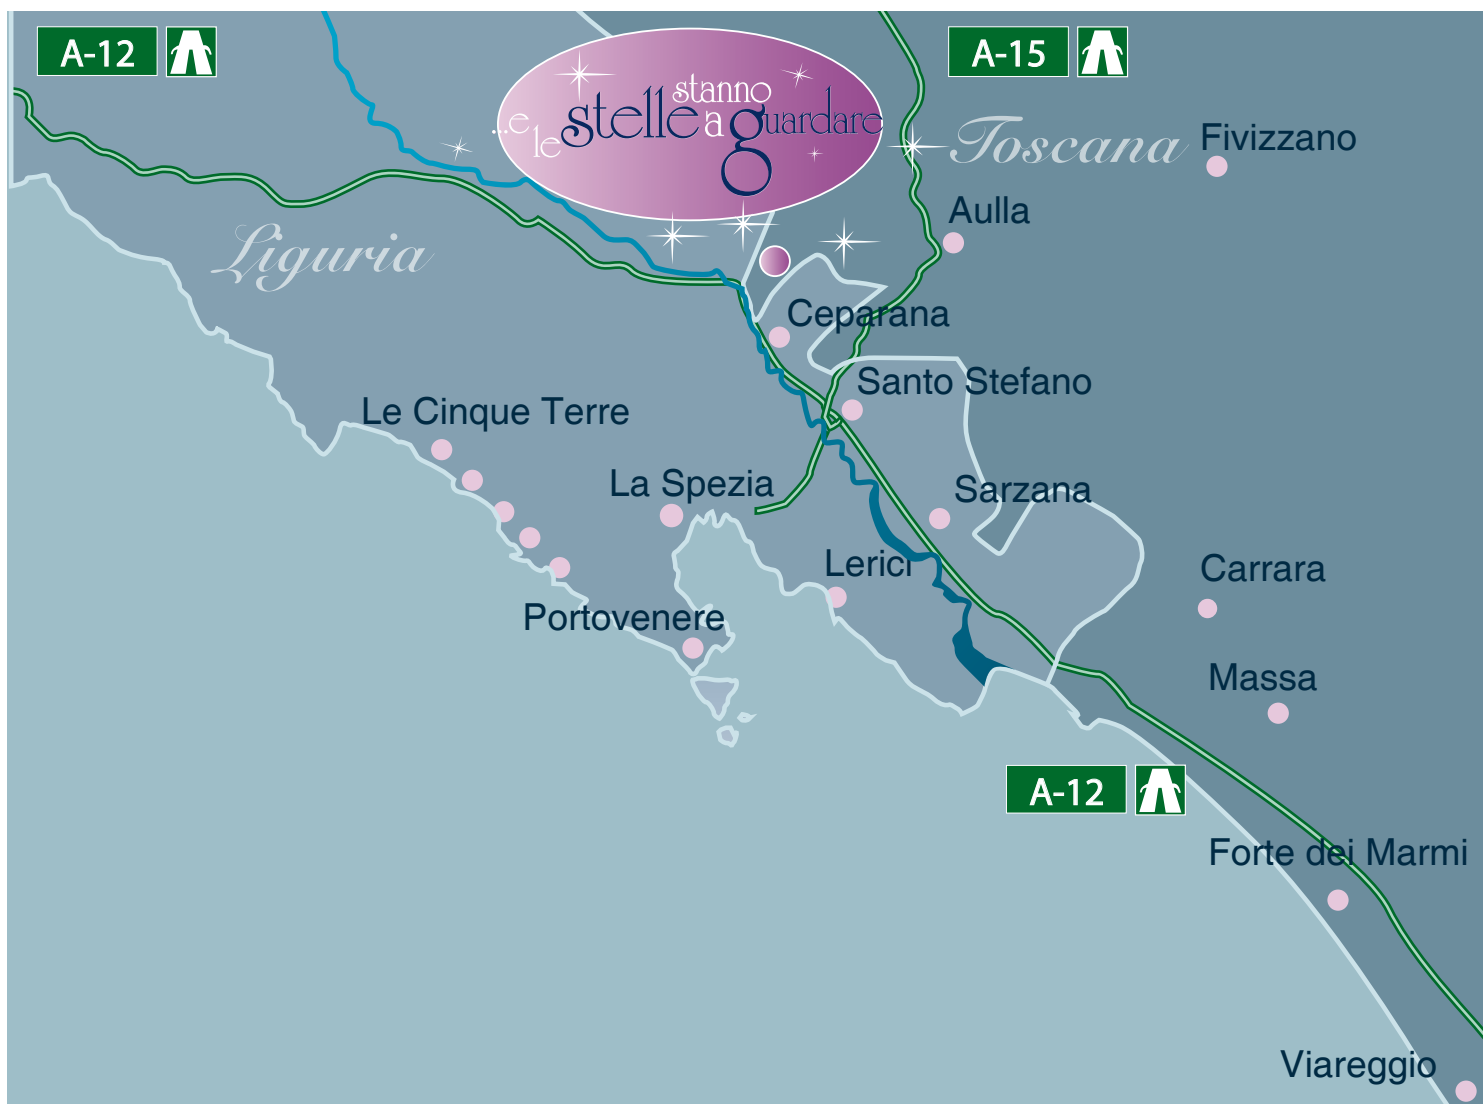 A-12
A-15
...e le stelle stanno a guardare
Toscana
Fivizzano
Aulla
Liguria
Ceparana
Santo Stefano
Le Cinque Terre
La Spezia
Sarzana
Lerici
Carrara
Portovenere
Massa
A-12
Forte dei Marmi
Viareggio